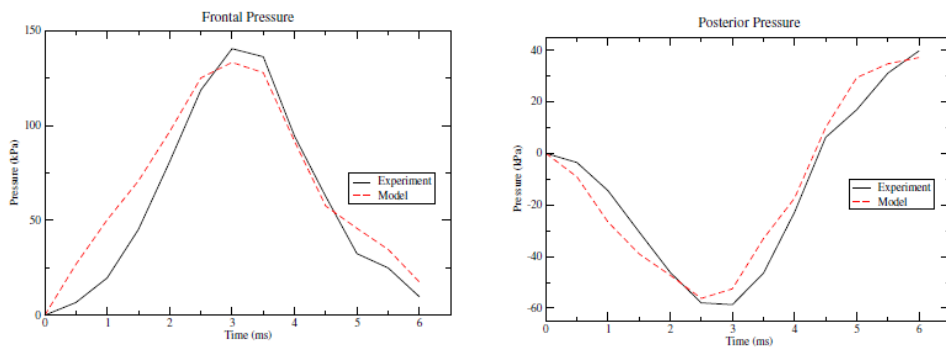 Frontal Pressure
150
100
50
0
Pressure (kPa)
Experiment
Model
0 1 2 3 4 5 6
Time (ms)
Posterior Pressure
40
20
0
-20
-40
-60
Pressure (kPa)
Experiment
Model
0 1 2 3 4 5 6
Time (ms)